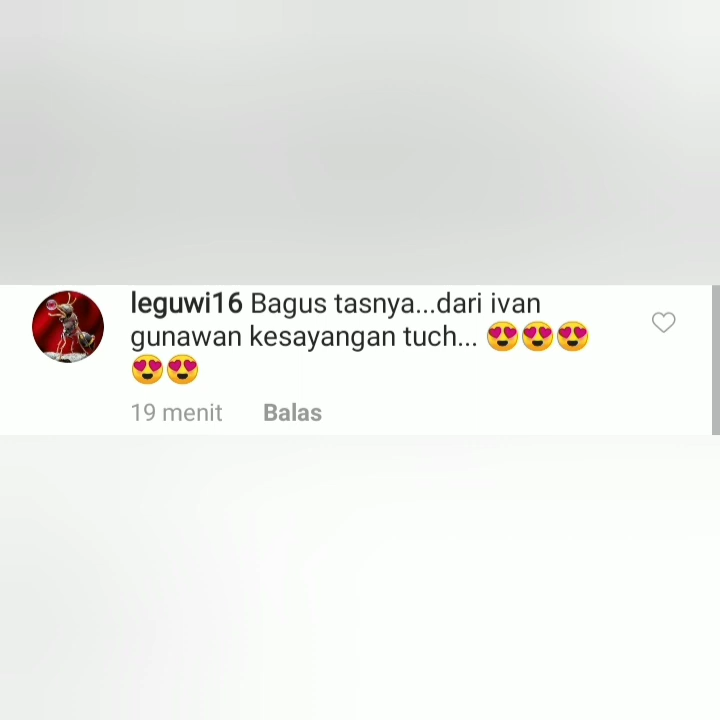 leguwi16 Bagus tasnya...dari ivan
gunawan kesayangan tuch... 😍😍😍
😍😍
19 menit Balas